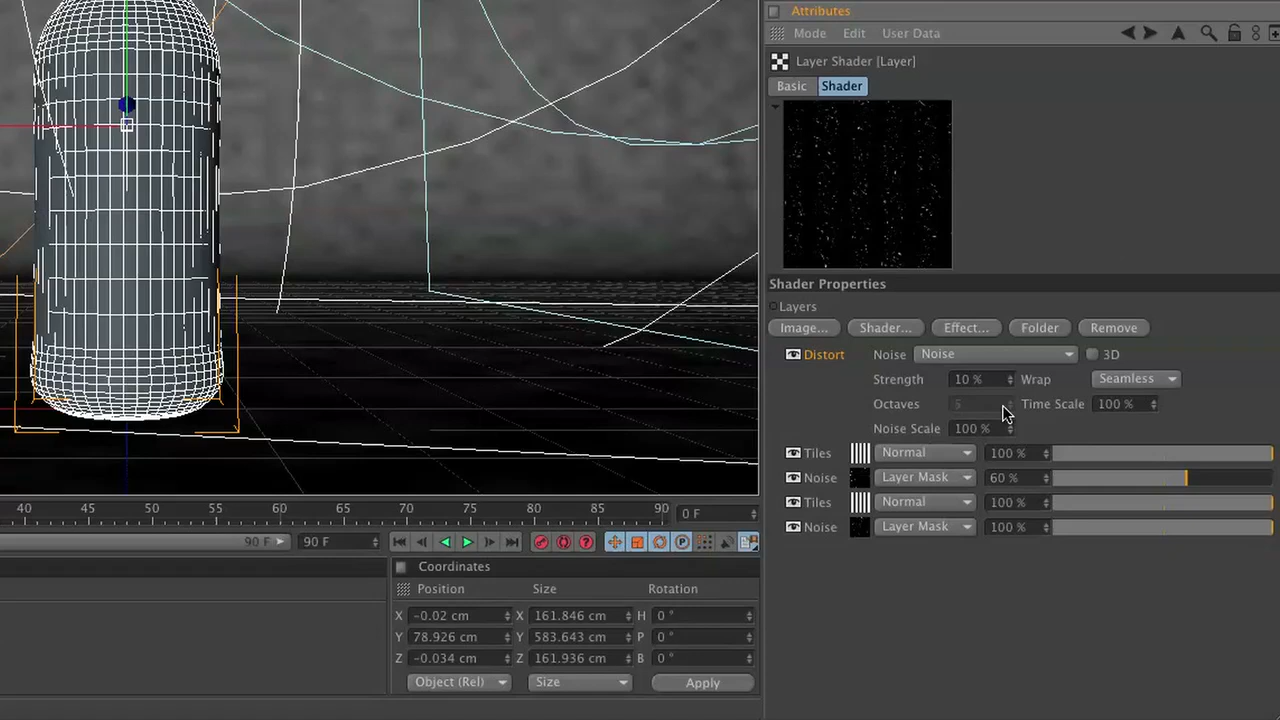 Attributes
Mode Edit User Data
Layer Shader [Layer]
Basic Shader
Shader Properties
Layers
Image... Shader... Effect... Folder Remove
Distort Noise Noise 3D
Strength 10 % Wrap Seamless
Octaves 5 Time Scale 100 %
Noise Scale 100 %
Tiles Normal 100 %
Noise Layer Mask 60 %
Tiles Normal 100 %
Noise Layer Mask 100 %
40 45 50 55 60 65 70 75 80 85 90 0 F
90 F 90 F
Coordinates
Position Size Rotation
X -0.02 cm X 161.846 cm H 0 °
Y 78.926 cm Y 583.643 cm P 0 °
Z -0.034 cm Z 161.936 cm B 0 °
Object (Rel) Size Apply